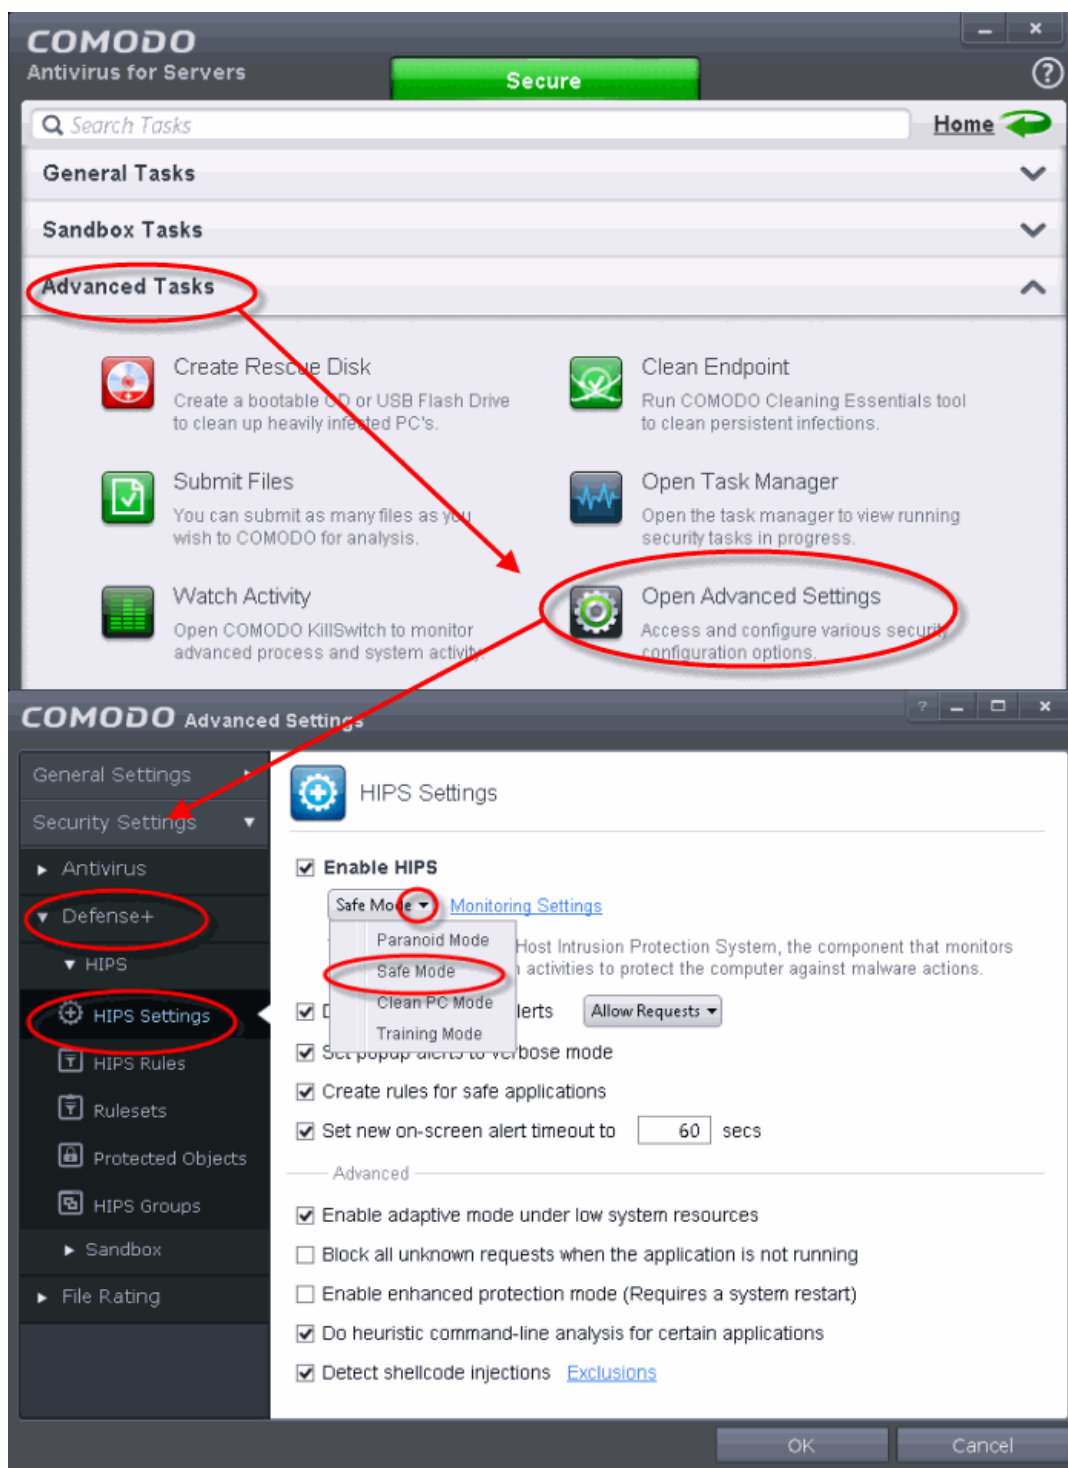 COMODO
Antivirus for Servers
Secure
Search Tasks
Home
General Tasks
Sandbox Tasks
Advanced Tasks
Create Rescue Disk
Create a bootable CD or USB Flash Drive
to clean up heavily infected PC's.
Clean Endpoint
Run COMODO Cleaning Essentials tool
to clean persistent infections.
Submit Files
You can submit as many files as you
wish to COMODO for analysis.
Open Task Manager
Open the task manager to view running
security tasks in progress.
Watch Activity
Open COMODO KillSwitch to monitor
advanced process and system activity.
Open Advanced Settings
Access and configure various security
configuration options.
COMODO Advanced Settings
General Settings
Security Settings
Antivirus
Defense+
HIPS
HIPS Settings
HIPS Rules
Rulesets
Protected Objects
HIPS Groups
Sandbox
File Rating
HIPS Settings
Enable HIPS
Safe Mode
Monitoring Settings
Paranoid Mode
Safe Mode
Clean PC Mode
Training Mode
Host Intrusion Protection System, the component that monitors
activities to protect the computer against malware actions.
lerts
Allow Requests
Set popup alerts to verbose mode
Create rules for safe applications
Set new on-screen alert timeout to 60 secs
Advanced
Enable adaptive mode under low system resources
Block all unknown requests when the application is not running
Enable enhanced protection mode (Requires a system restart)
Do heuristic command-line analysis for certain applications
Detect shellcode injections Exclusions
OK
Cancel